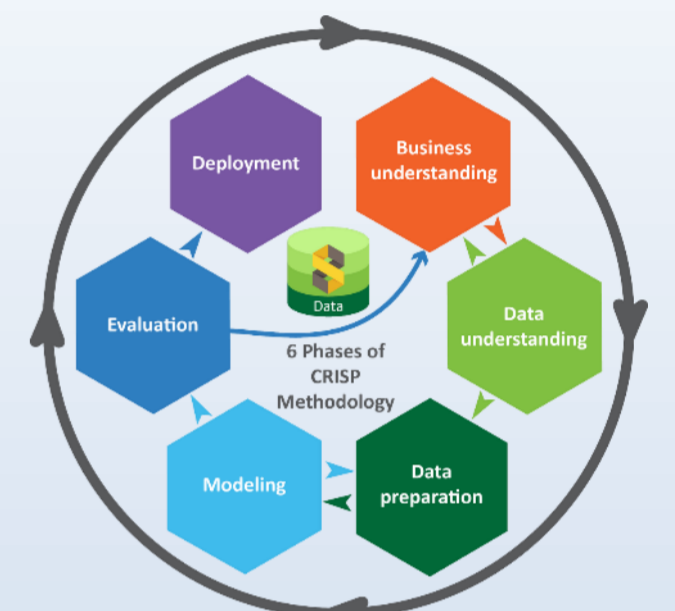 Business
understanding
Data
understanding
Data
preparation
Modeling
Evaluation
Deployment
Data
6 Phases of
CRISP
Methodology